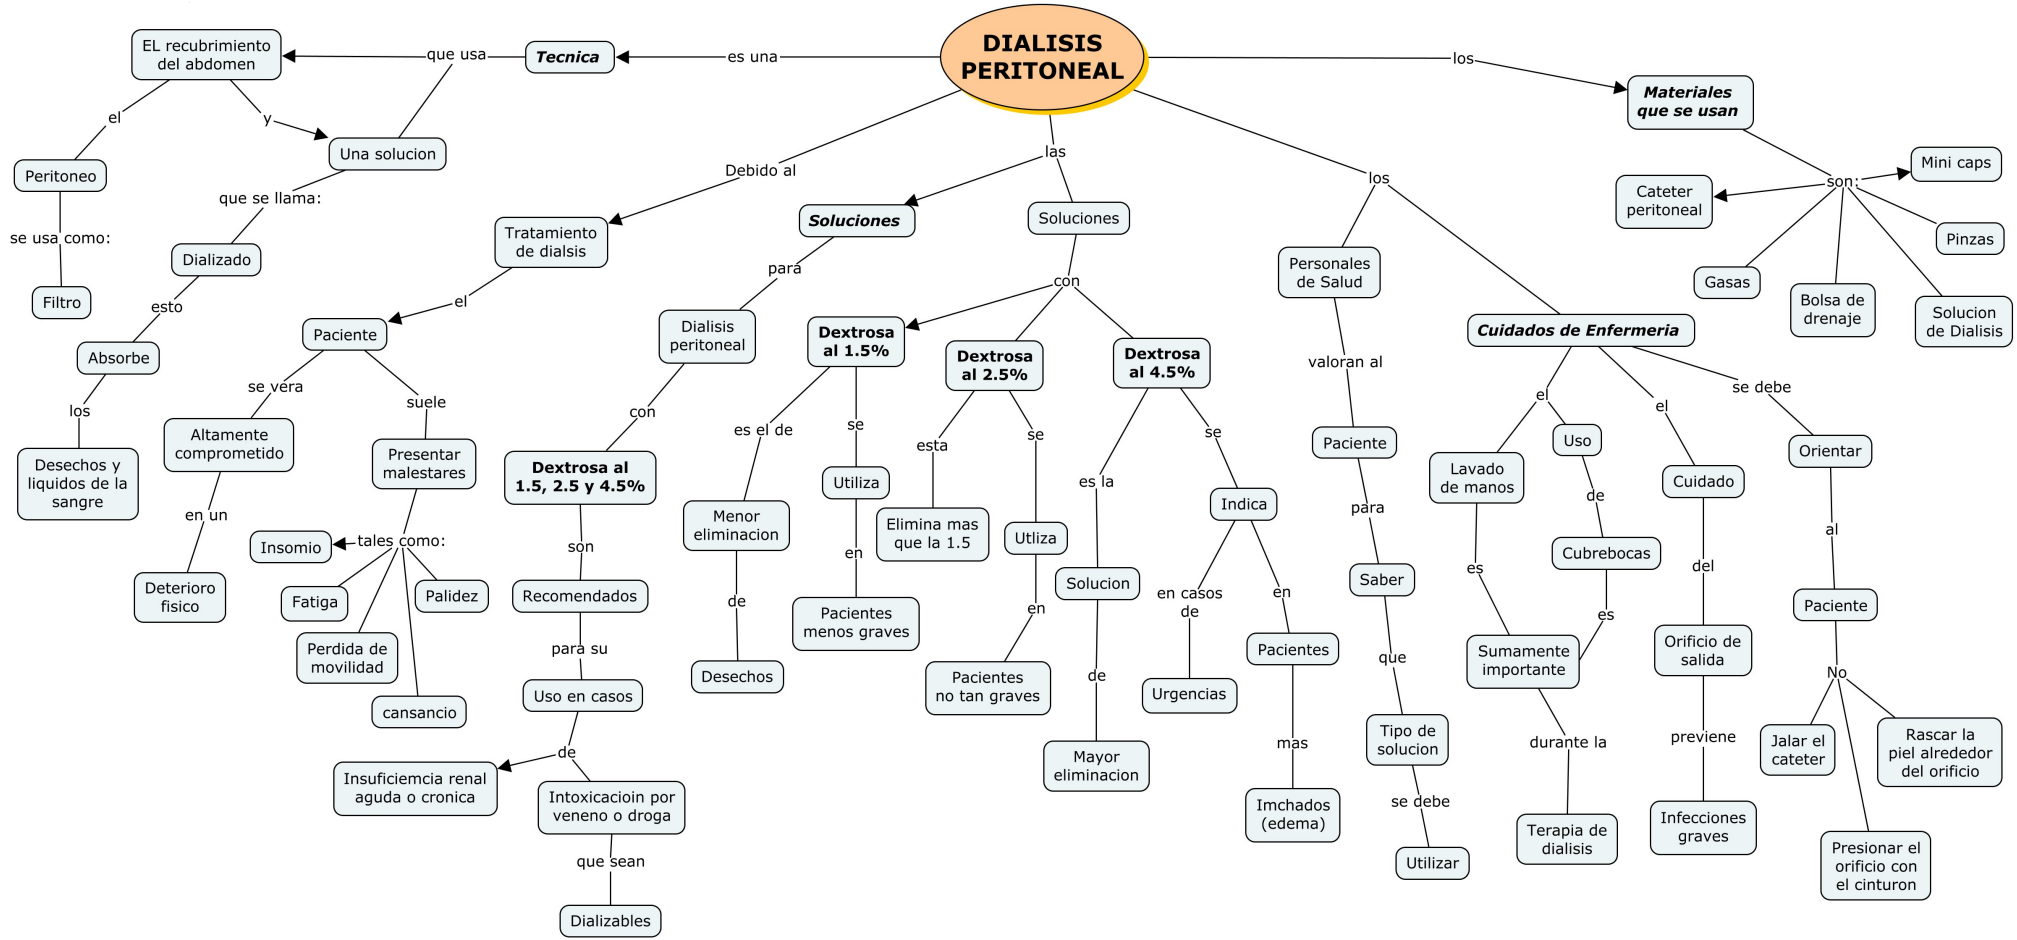 DIALISIS
PERITONEAL
es una
Tecnica
que usa
EL recubrimiento
del abdomen
el
y
Peritoneo
se usa como:
Filtro
Una solucion
que se llama:
Dializado
esto
Absorbe
los
Desechos y
liquidos de la
sangre
Debido al
Tratamiento
de dialsis
el
Paciente
se vera
suele
Altamente
comprometido
en un
Deterioro
fisico
Presentar
malestares
tales como:
Insomio
Fatiga
Perdida de
movilidad
cansancio
Palidez
las
Soluciones
para
Dialisis
peritoneal
con
Dextrosa al
1.5, 2.5 y 4.5%
son
Recomendados
para su
Uso en casos
de
Insuficiemcia renal
aguda o cronica
Intoxicacioin por
veneno o droga
que sean
Dializables
Soluciones
con
Dextrosa
al 1.5%
es el de
se
Menor
eliminacion
de
Desechos
Utiliza
en
Pacientes
menos graves
Dextrosa
al 2.5%
esta
se
Elimina mas
que la 1.5
Utliza
en
Pacientes
no tan graves
Dextrosa
al 4.5%
es la
se
Solucion
de
Mayor
eliminacion
Indica
en casos
de
en
Urgencias
Pacientes
mas
Imchados
(edema)
los
Personales
de Salud
valoran al
Paciente
para
Saber
que
Tipo de
solucion
se debe
Utilizar
Cuidados de Enfermeria
el
Lavado
de manos
es
Uso
de
Cubrebocas
es
Sumamente
importante
durante la
Terapia de
dialisis
el
Cuidado
del
Orificio de
salida
previene
Infecciones
graves
se debe
Orientar
al
Paciente
No
Jalar el
cateter
Presionar el
orificio con
el cinturon
Rascar la
piel alrededor
del orificio
los
Materiales
que se usan
son:
Mini caps
Cateter
peritoneal
Pinzas
Gasas
Bolsa de
drenaje
Solucion
de Dialisis